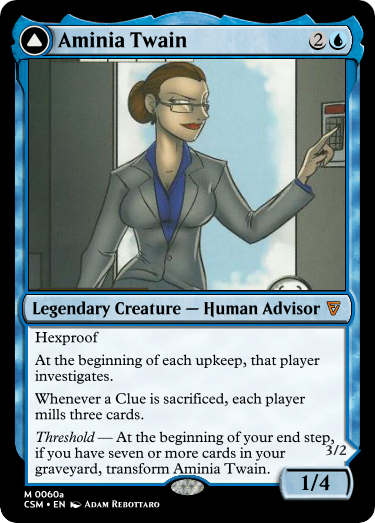 Aminia Twain 2
Legendary Creature — Human Advisor
Hexproof
At the beginning of each upkeep, that player
investigates.
Whenever a Clue is sacrificed, each player
mills three cards.
Threshold — At the beginning of your end step,
if you have seven or more cards in your
graveyard, transform Aminia Twain.
3/2
1/4
M 0060a
CSM • EN Adam Rebottaro